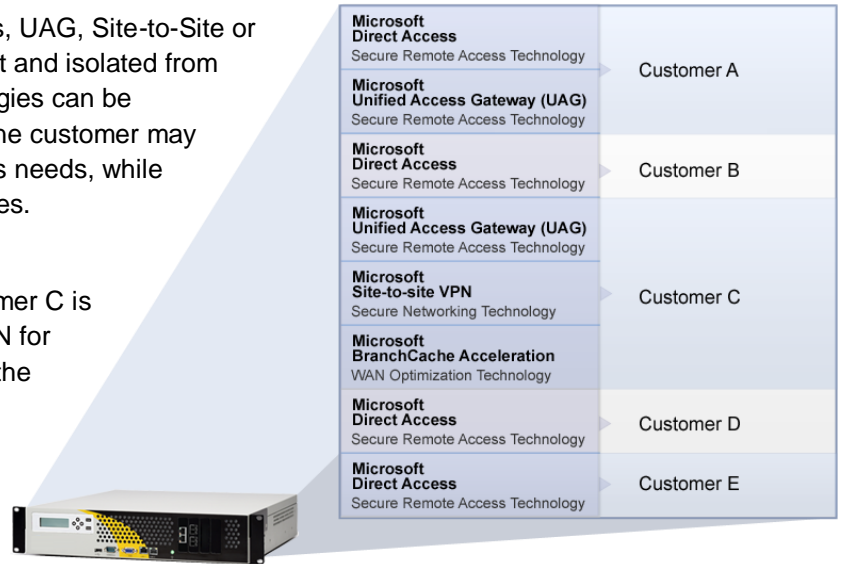 s, UAG, Site-to-Site or
t and isolated from
gies can be
ne customer may
s needs, while
es.
mer C is
N for
the
Microsoft
Direct Access
Secure Remote Access Technology
Microsoft
Unified Access Gateway (UAG)
Secure Remote Access Technology
Customer A
Microsoft
Direct Access
Secure Remote Access Technology
Customer B
Microsoft
Unified Access Gateway (UAG)
Secure Remote Access Technology
Microsoft
Site-to-site VPN
Secure Networking Technology
Microsoft
BranchCache Acceleration
WAN Optimization Technology
Customer C
Microsoft
Direct Access
Secure Remote Access Technology
Customer D
Microsoft
Direct Access
Secure Remote Access Technology
Customer E